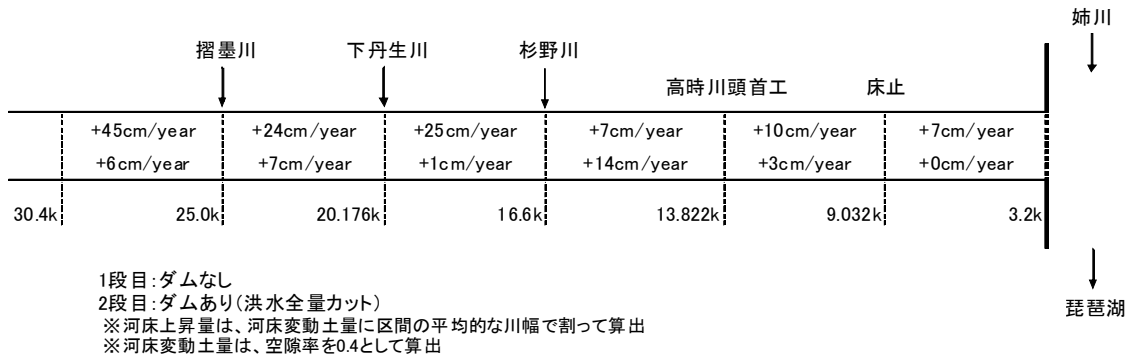 姉川
摺墨川 下丹生川 杉野川
高時川頭首工 床止
+45cm/year +24cm/year +25cm/year +7cm/year +10cm/year +7cm/year
+6cm/year +7cm/year +1cm/year +14cm/year +3cm/year +0cm/year
30.4k 25.0k 20.176k 16.6k 13.822k 9.032k 3.2k
1段目:ダムなし
2段目:ダムあり(洪水全量カット)
※河床上昇量は、河床変動土量に区間の平均的な川幅で割って算出
※河床変動土量は、空隙率を0.4として算出
琵琶湖